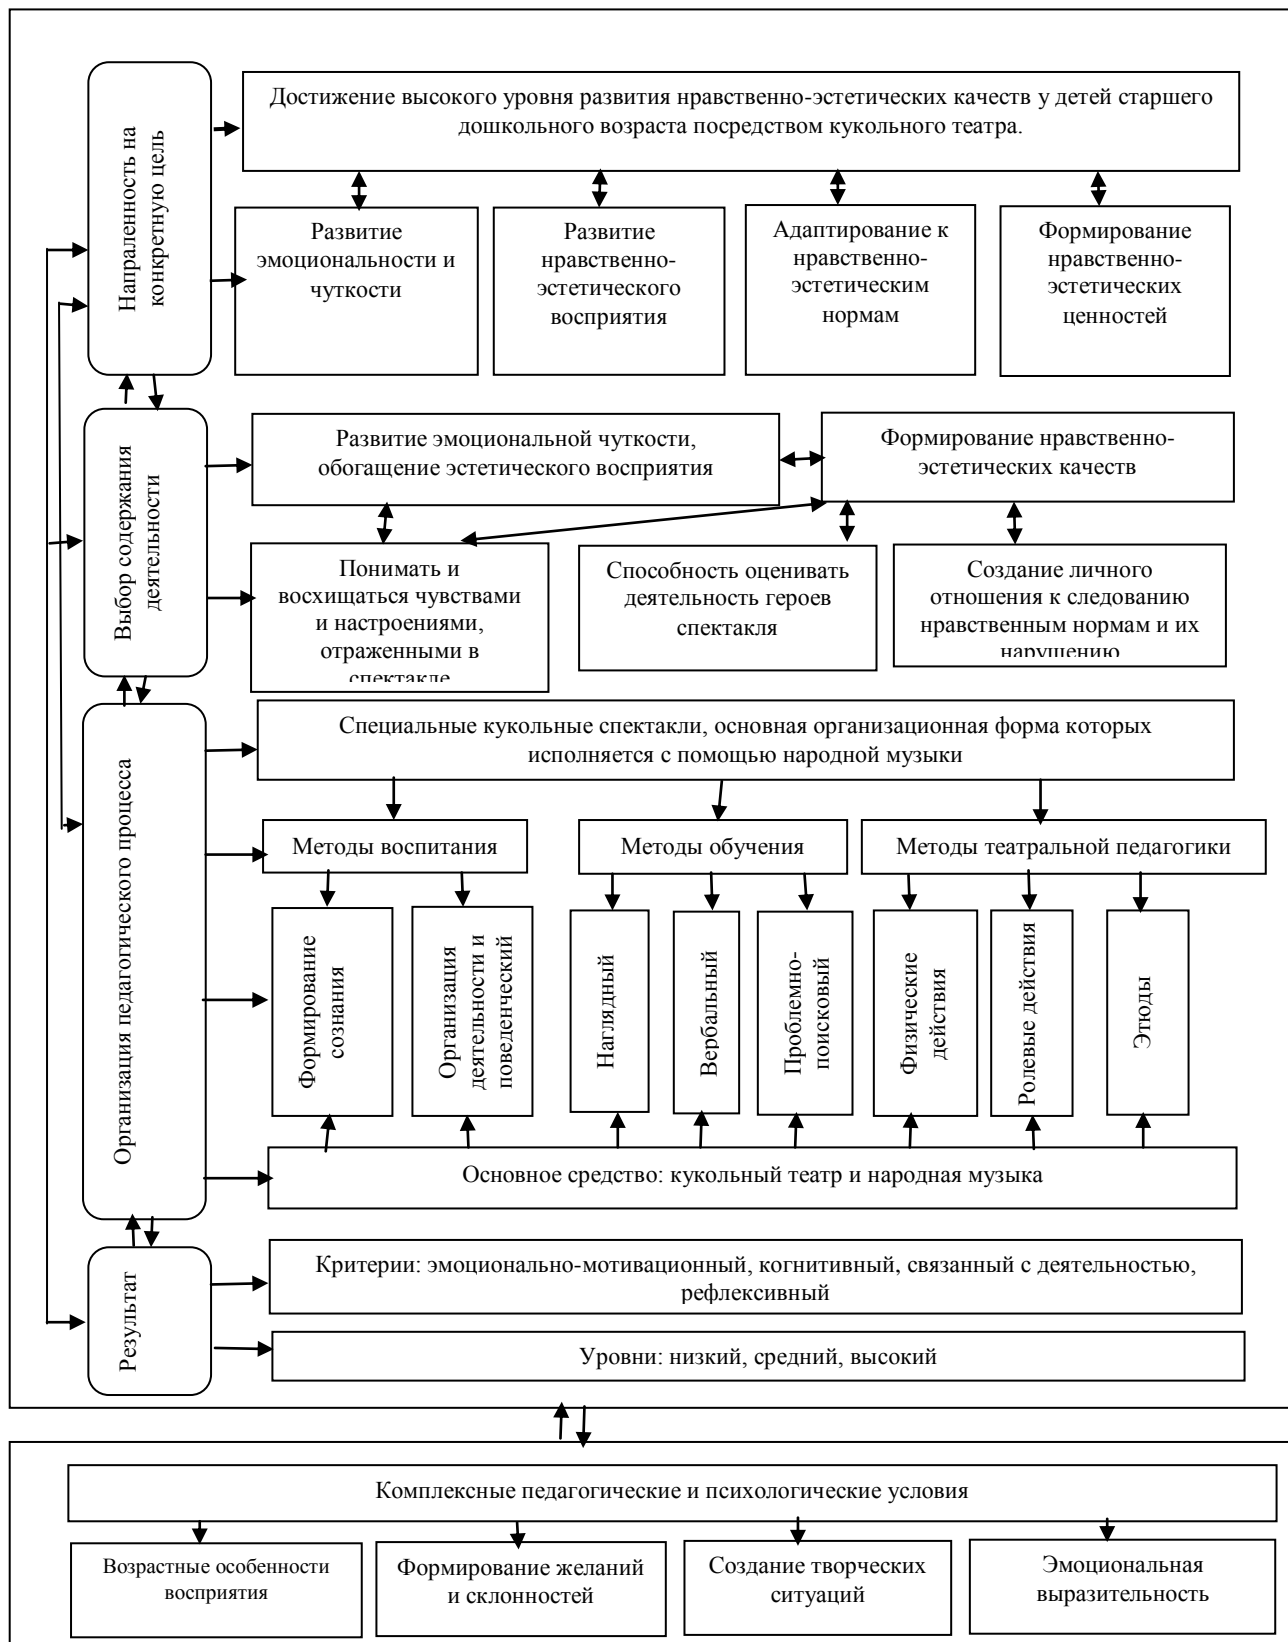 Напраленность на
конкретную цель
Достижение высокого уровня развития нравственно-эстетических качеств у детей старшего
дошкольного возраста посредством кукольного театра.
Развитие
эмоциональности и
чуткости
Развитие
нравственно-
эстетического
восприятия
Адаптирование к
нравственно-
эстетическим
нормам
Формирование
нравственно-
эстетических
ценностей
Выбор содержания
деятельности
Развитие эмоциональной чуткости,
обогащение эстетического восприятия
Формирование нравственно-
эстетических качеств
Понимать и
восхищаться чувствами
и настроениями,
отраженными в
спектакле
Способность оценивать
деятельность героев
спектакля
Создание личного
отношения к следованию
нравственным нормам и их
нарушению
Организация педагогического процесса
Специальные кукольные спектакли, основная организационная форма которых
исполняется с помощью народной музыки
Методы воспитания
Методы обучения
Методы театральной педагогики
Формирование
сознания
Организация
деятельности и
поведенческий
Наглядный
Вербальный
Проблемно-
поисковый
Физические
действия
Ролевые действия
Этюды
Основное средство: кукольный театр и народная музыка
Результат
Критерии: эмоционально-мотивационный, когнитивный, связанный с деятельностью,
рефлексивный
Уровни: низкий, средний, высокий
Комплексные педагогические и психологические условия
Возрастные особенности
восприятия
Формирование желаний
и склонностей
Создание творческих
ситуаций
Эмоциональная
выразительность